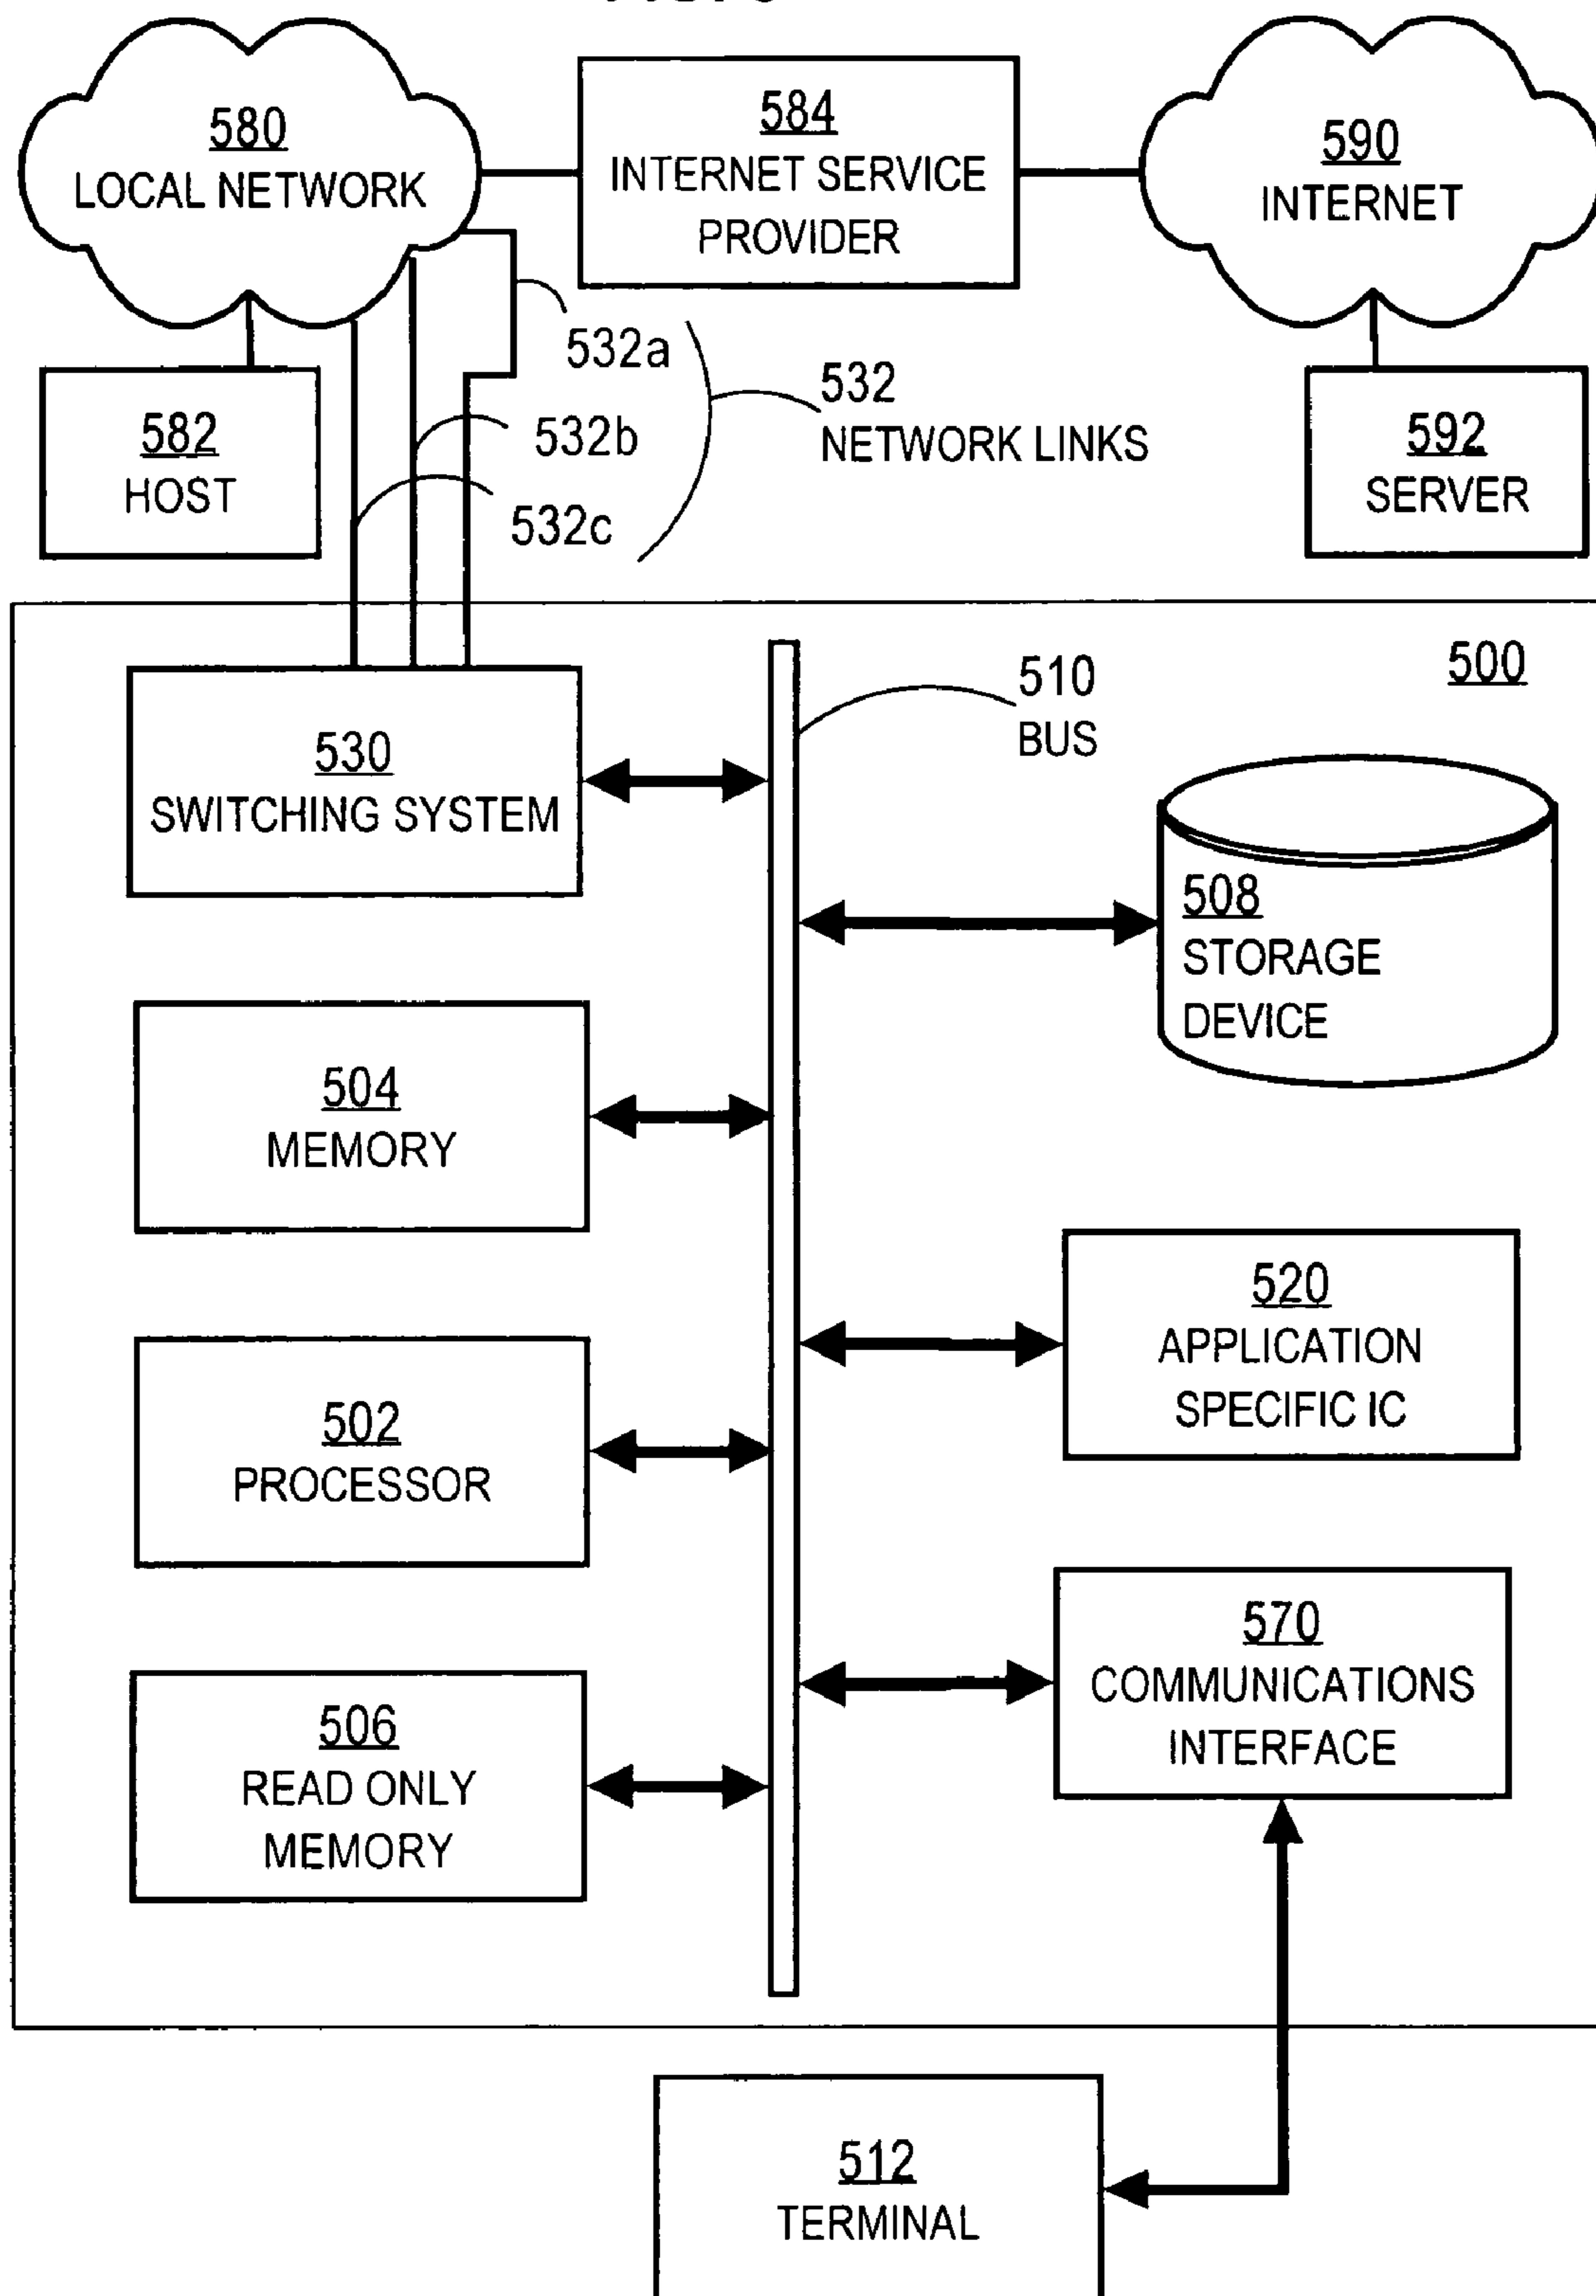 580
LOCAL NETWORK
584
INTERNET SERVICE
PROVIDER
590
INTERNET
532a
532
NETWORK LINKS
532b
532c
582
HOST
592
SERVER
500
510
BUS
530
SWITCHING SYSTEM
508
STORAGE
DEVICE
504
MEMORY
520
APPLICATION
SPECIFIC IC
502
PROCESSOR
570
COMMUNICATIONS
INTERFACE
506
READ ONLY
MEMORY
512
TERMINAL